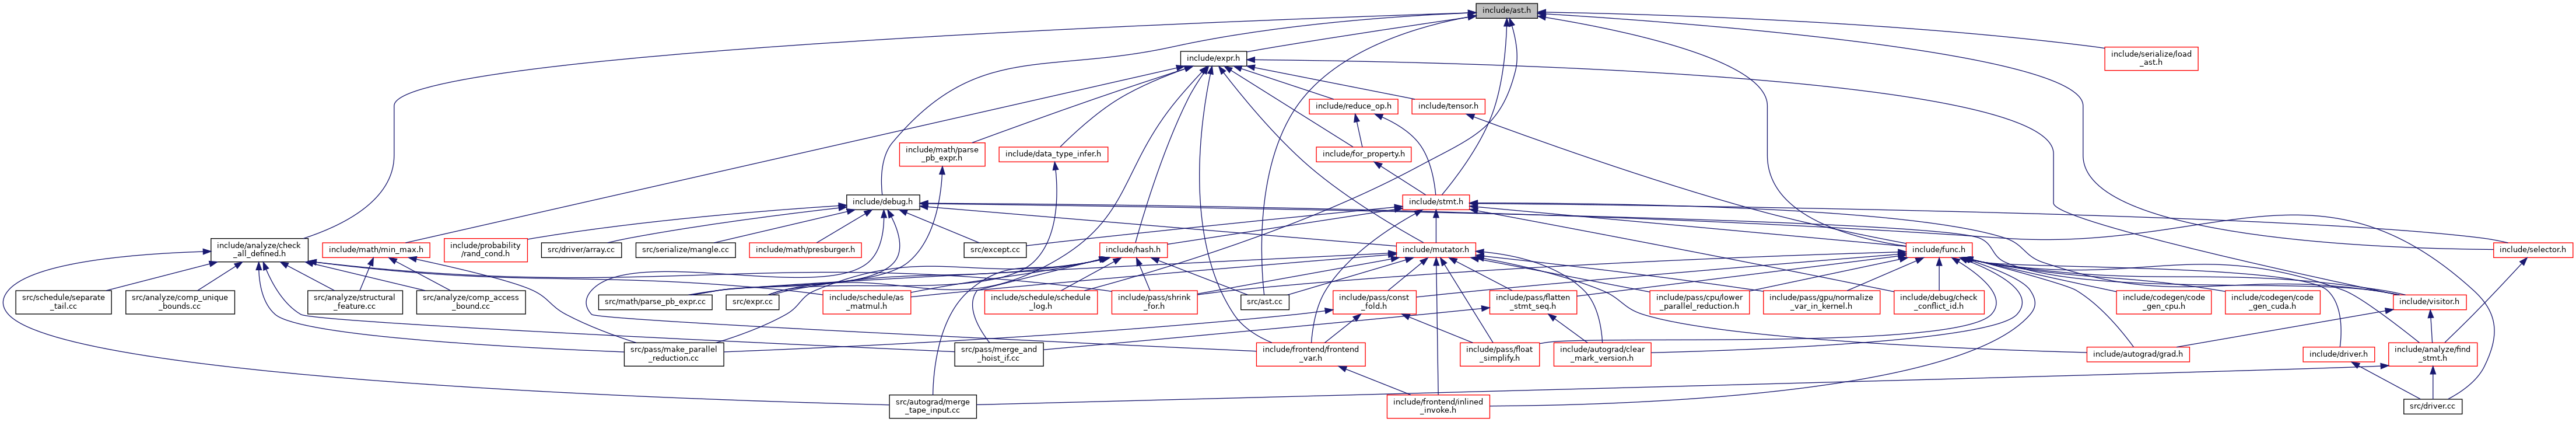 include/ast.h
include/expr.h
include/serialize/load
_ast.h
include/reduce_op.h
include/tensor.h
include/math/parse
_pb_expr.h
include/data_type_infer.h
include/for_property.h
include/debug.h
include/stmt.h
include/analyze/check
_all_defined.h
include/math/min_max.h
include/probability
/rand_cond.h
src/driver/array.cc
src/serialize/mangle.cc
include/math/presburger.h
src/except.cc
include/hash.h
include/mutator.h
include/func.h
include/selector.h
src/schedule/separate
_tail.cc
src/analyze/comp_unique
_bounds.cc
src/analyze/structural
_feature.cc
src/analyze/comp_access
_bound.cc
src/math/parse_pb_expr.cc
src/expr.cc
include/schedule/as
_matmul.h
include/schedule/schedule
_log.h
include/pass/shrink
_for.h
src/ast.cc
include/pass/const
_fold.h
include/pass/flatten
_stmt_seq.h
include/pass/cpu/lower
_parallel_reduction.h
include/pass/gpu/normalize
_var_in_kernel.h
include/debug/check
_conflict_id.h
include/codegen/code
_gen_cpu.h
include/codegen/code
_gen_cuda.h
include/visitor.h
src/pass/make_parallel
_reduction.cc
src/pass/merge_and
_hoist_if.cc
include/frontend/frontend
_var.h
include/pass/float
_simplify.h
include/autograd/clear
_mark_version.h
include/autograd/grad.h
include/driver.h
include/analyze/find
_stmt.h
src/autograd/merge
_tape_input.cc
include/frontend/inlined
_invoke.h
src/driver.cc